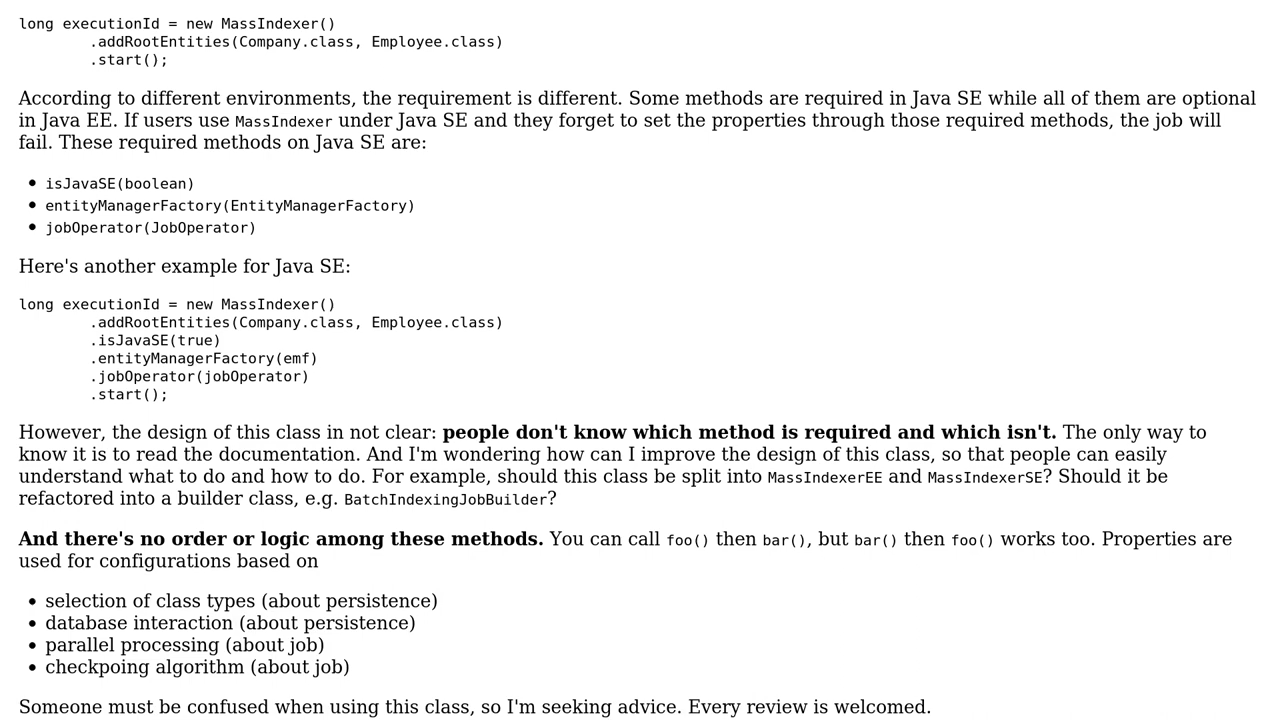 long executionId = new MassIndexer()
        .addRootEntities(Company.class, Employee.class)
        .start();
According to different environments, the requirement is different. Some methods are required in Java SE while all of them are optional
in Java EE. If users use MassIndexer under Java SE and they forget to set the properties through those required methods, the job will
fail. These required methods on Java SE are:
• isJavaSE(boolean)
• entityManagerFactory(EntityManagerFactory)
• jobOperator(JobOperator)
Here's another example for Java SE:
long executionId = new MassIndexer()
        .addRootEntities(Company.class, Employee.class)
        .isJavaSE(true)
        .entityManagerFactory(emf)
        .jobOperator(jobOperator)
        .start();
However, the design of this class in not clear: people don't know which method is required and which isn't. The only way to
know it is to read the documentation. And I'm wondering how can I improve the design of this class, so that people can easily
understand what to do and how to do. For example, should this class be split into MassIndexerEE and MassIndexerSE? Should it be
refactored into a builder class, e.g. BatchIndexingJobBuilder?
And there's no order or logic among these methods. You can call foo() then bar(), but bar() then foo() works too. Properties are
used for configurations based on
• selection of class types (about persistence)
• database interaction (about persistence)
• parallel processing (about job)
• checkpoing algorithm (about job)
Someone must be confused when using this class, so I'm seeking advice. Every review is welcomed.